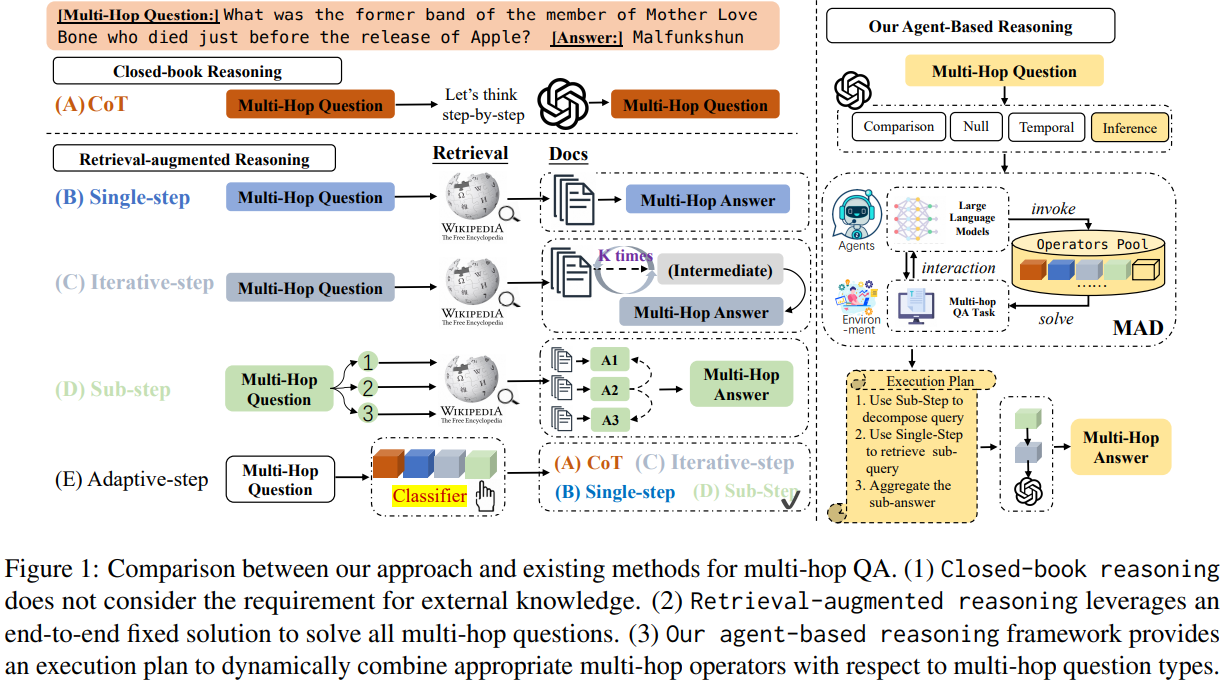 [Multi-Hop Question:] What was the former band of the member of Mother Love
Bone who died just before the release of Apple? [Answer:] Malfunkshun
Closed-book Reasoning
(A) CoT
Multi-Hop Question
Let's think
step-by-step
Multi-Hop Question
Retrieval-augmented Reasoning
Retrieval
Docs
(B) Single-step
Multi-Hop Question
WIKIPEDIA
The Free Encyclopedia
Multi-Hop Answer
(C) Iterative-step
Multi-Hop Question
WIKIPEDIA
The Free Encyclopedia
K times
(Intermediate)
Multi-Hop Answer
(D) Sub-step
Multi-Hop
Question
1
2
3
WIKIPEDIA
The Free Encyclopedia
A1
A2
A3
Multi-Hop
Answer
(E) Adaptive-step
Multi-Hop
Question
Classifier
(A) CoT (C) Iterative-step
(B) Single-step (D) Sub-Step
Our Agent-Based Reasoning
Multi-Hop Question
Comparison
Null
Temporal
Inference
Agents
Large
Language
Models
invoke
Operators Pool
......
interaction
Environ
-ment
Multi-hop
QA Task
solve
MAD
Execution Plan
1. Use Sub-Step to
decompose query
2. Use Single-Step
to retrieve sub-
query
3. Aggregate the
sub-answer
Multi-Hop
Answer
Figure 1: Comparison between our approach and existing methods for multi-hop QA. (1) Closed-book reasoning
does not consider the requirement for external knowledge. (2) Retrieval-augmented reasoning leverages an
end-to-end fixed solution to solve all multi-hop questions. (3) Our agent-based reasoning framework provides
an execution plan to dynamically combine appropriate multi-hop operators with respect to multi-hop question types.